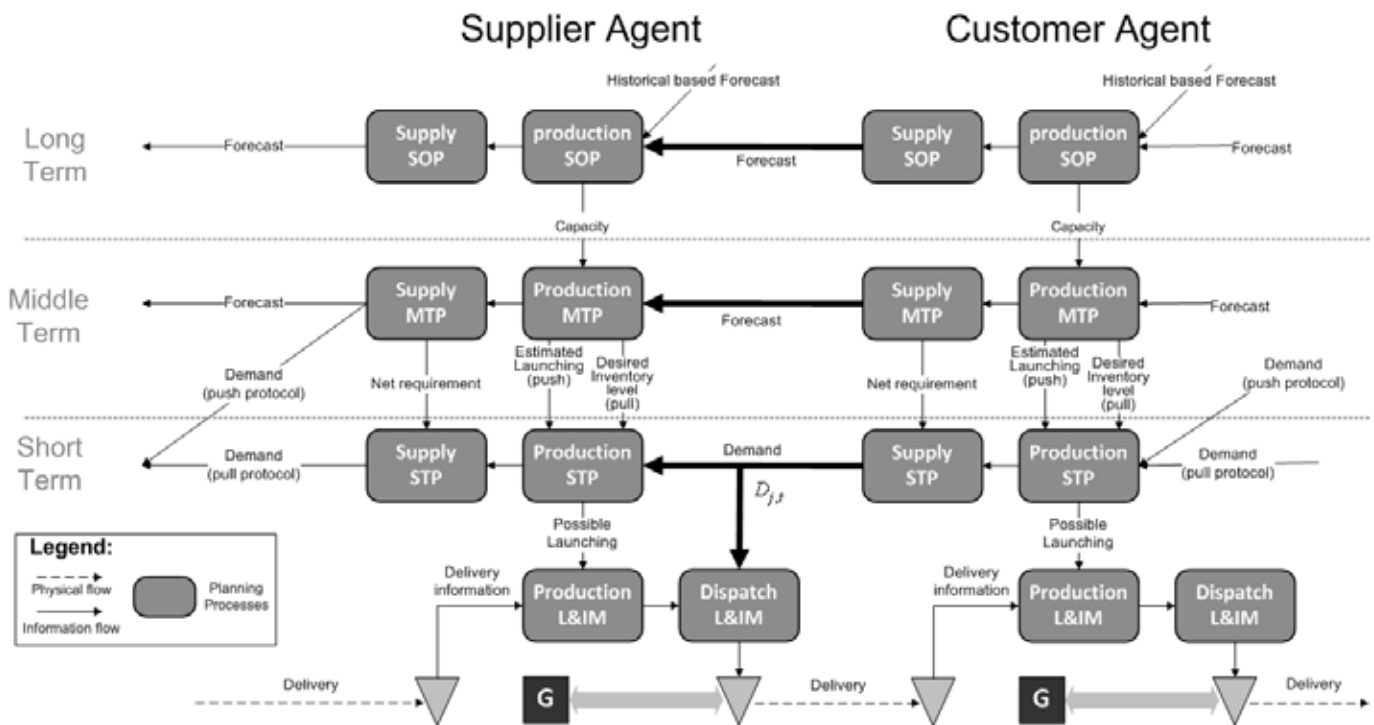 Supplier Agent
Customer Agent
Historical based Forecast
Historical based Forecast
Long
Term
Forecast
Supply
SOP
production
SOP
Forecast
Supply
SOP
production
SOP
Forecast
Capacity
Capacity
Middle
Term
Forecast
Supply
MTP
Production
MTP
Forecast
Supply
MTP
Production
MTP
Forecast
Demand
(push protocol)
Net requirement
Estimated
Launching
(push)
Desired
Inventory
level
(pull)
Net requirement
Estimated
Launching
(push)
Desired
Inventory
level
(pull)
Demand
(push protocol)
Short
Term
Demand
(pull protocol)
Supply
STP
Production
STP
Demand
D j,t
Supply
STP
Production
STP
Demand
(pull protocol)
Possible
Launching
Possible
Launching
Legend:
Physical flow
Information flow
Planning
Processes
Delivery
information
Production
L&IM
Dispatch
L&IM
Delivery
information
Production
L&IM
Dispatch
L&IM
Delivery
G
Delivery
G
Delivery